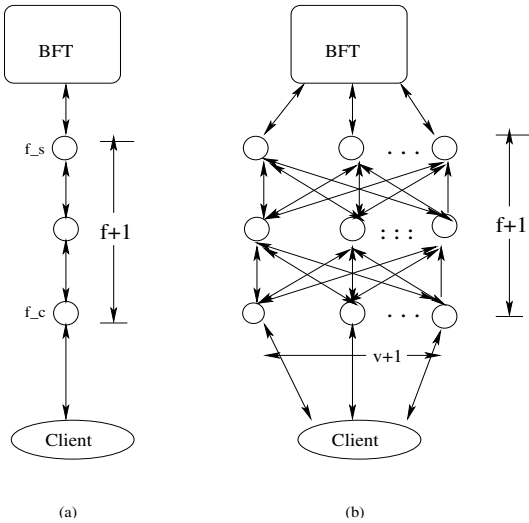 BFT
f_s
f+1
f_c
Client
(a)
BFT
. . .
f+1
: : :
. . .
v+1
Client
(b)